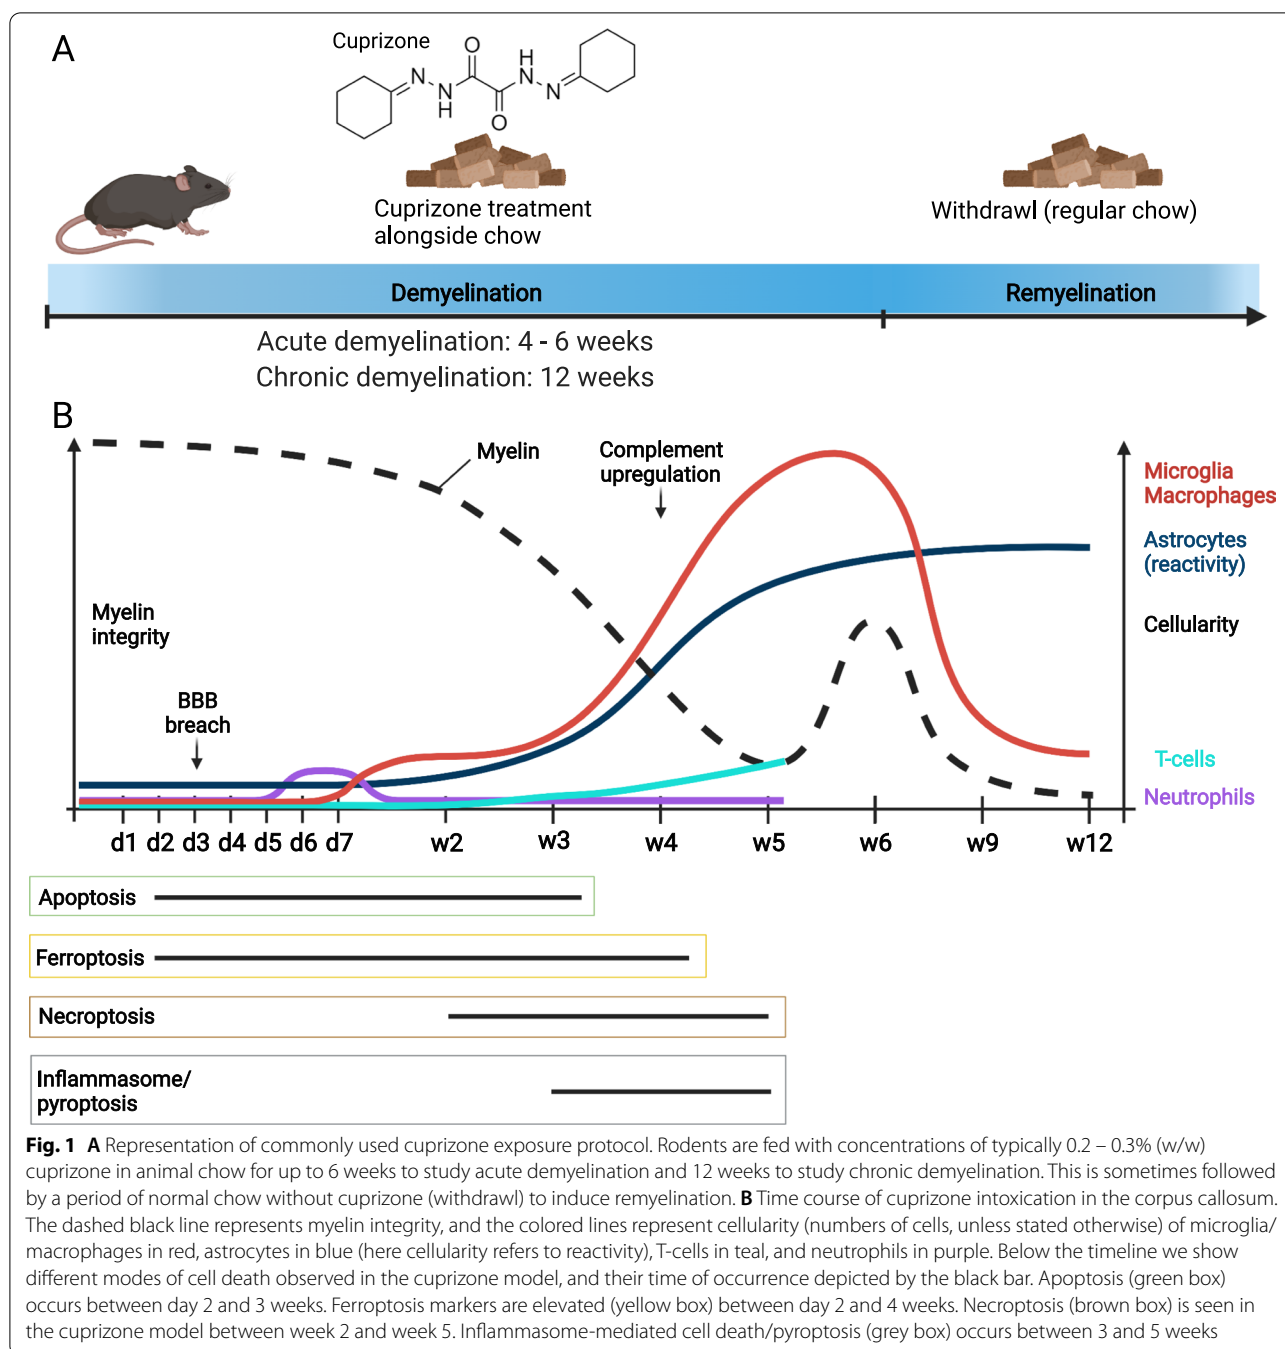 A
Cuprizone
O
N
N
H
H
N
N
O
Cuprizone treatment
alongside chow
Withdrawl (regular chow)
Demyelination
Remyelination
Acute demyelination: 4 - 6 weeks
Chronic demyelination: 12 weeks
B
Myelin
Complement
upregulation
Microglia
Macrophages
Astrocytes
(reactivity)
Myelin
integrity
Cellularity
BBB
breach
T-cells
Neutrophils
d1 d2 d3 d4 d5 d6 d7 w2 w3 w4 w5 w6 w9 w12
Apoptosis
Ferroptosis
Necroptosis
Inflammasome/
pyroptosis
Fig. 1 A Representation of commonly used cuprizone exposure protocol. Rodents are fed with concentrations of typically 0.2 – 0.3% (w/w)
cuprizone in animal chow for up to 6 weeks to study acute demyelination and 12 weeks to study chronic demyelination. This is sometimes followed
by a period of normal chow without cuprizone (withdrawl) to induce remyelination. B Time course of cuprizone intoxication in the corpus callosum.
The dashed black line represents myelin integrity, and the colored lines represent cellularity (numbers of cells, unless stated otherwise) of microglia/
macrophages in red, astrocytes in blue (here cellularity refers to reactivity), T-cells in teal, and neutrophils in purple. Below the timeline we show
different modes of cell death observed in the cuprizone model, and their time of occurrence depicted by the black bar. Apoptosis (green box)
occurs between day 2 and 3 weeks. Ferroptosis markers are elevated (yellow box) between day 2 and 4 weeks. Necroptosis (brown box) is seen in
the cuprizone model between week 2 and week 5. Inflammasome-mediated cell death/pyroptosis (grey box) occurs between 3 and 5 weeks